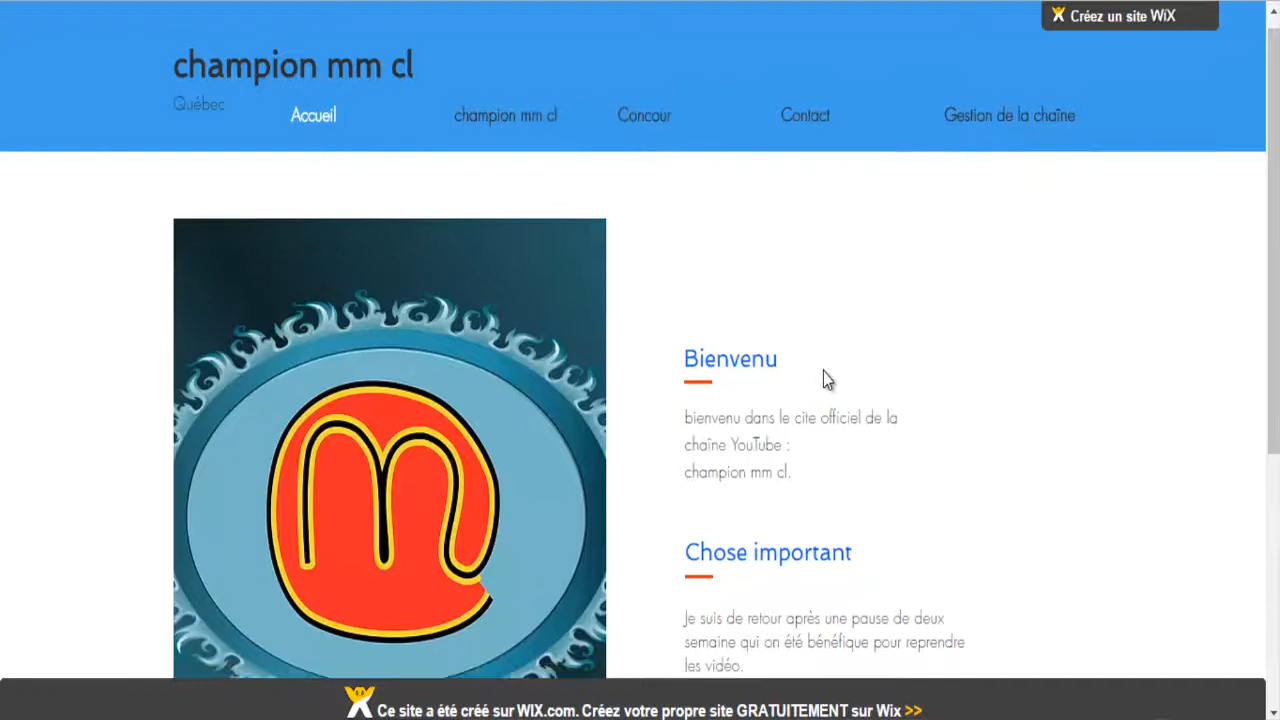 Créez un site WiX
champion mm cl
Québec
Accueil
champion mm cl
Concour
Contact
Gestion de la chaîne
Bienvenu
bienvenu dans le cite officiel de la
chaîne YouTube :
champion mm cl.
Chose important
Je suis de retour après une pause de deux
semaine qui on été bénéfique pour reprendre
les vidéo.
m
Ce site a été créé sur WIX.com. Créez votre propre site GRATUITEMENT sur Wix >>